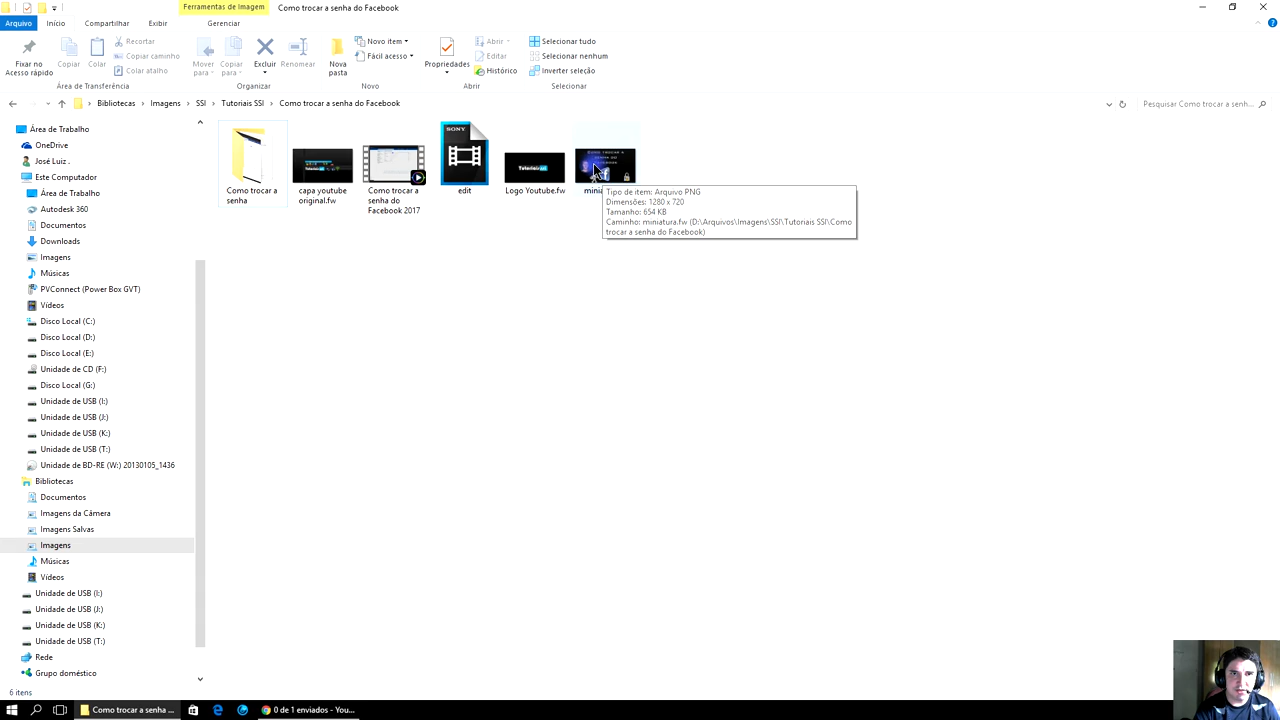 Ferramentas de Imagem
Como trocar a senha do Facebook
Arquivo
Início
Compartilhar
Exibir
Gerenciar
Fixar no
Acesso rápido
Copiar
Colar
Recortar
Copiar caminho
Colar atalho
Mover
para
Copiar
para
Excluir
Renomear
Nova
pasta
Novo item
Fácil acesso
Propriedades
Abrir
Editar
Histórico
Selecionar tudo
Selecionar nenhum
Inverter seleção
Área de Transferência
Organizar
Novo
Abrir
Selecionar
Bibliotecas
Imagens
SSI
Tutoriais SSI
Como trocar a senha do Facebook
Pesquisar Como trocar a senh...
Área de Trabalho
OneDrive
José Luiz .
Este Computador
Área de Trabalho
Autodesk 360
Documentos
Downloads
Imagens
Músicas
PVConnect (Power Box GVT)
Vídeos
Disco Local (C:)
Disco Local (D:)
Disco Local (E:)
Unidade de CD (F:)
Disco Local (G:)
Unidade de USB (I:)
Unidade de USB (J:)
Unidade de USB (K:)
Unidade de USB (T:)
Unidade de BD-RE (W:) 20130105_1436
Bibliotecas
Documentos
Imagens da Câmera
Imagens Salvas
Imagens
Músicas
Vídeos
Unidade de USB (I:)
Unidade de USB (J:)
Unidade de USB (K:)
Unidade de USB (T:)
Rede
Grupo doméstico
SONY
Como trocar a
senha
capa youtube
original.fw
Como trocar a
senha do
Facebook 2017
edit
Tutoriais
Logo Youtube.fw
Como trocar a
Tipo de item: Arquivo PNG
Dimensões: 1280 x 720
Tamanho: 654 KB
Caminho: miniatura.fw (D:\Arquivos\Imagens\SSI\Tutoriais SSI\Como
trocar a senha do Facebook)
6 itens
Como trocar a senha ...
0 de 1 enviados - You...